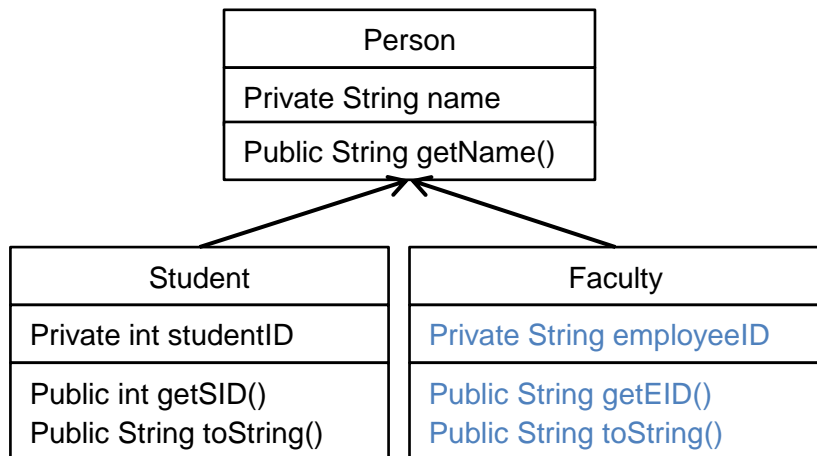 Person
Private String name
Public String getName()
Student
Private int studentID
Public int getSID()
Public String toString()
Faculty
Private String employeeID
Public String getEID()
Public String toString()